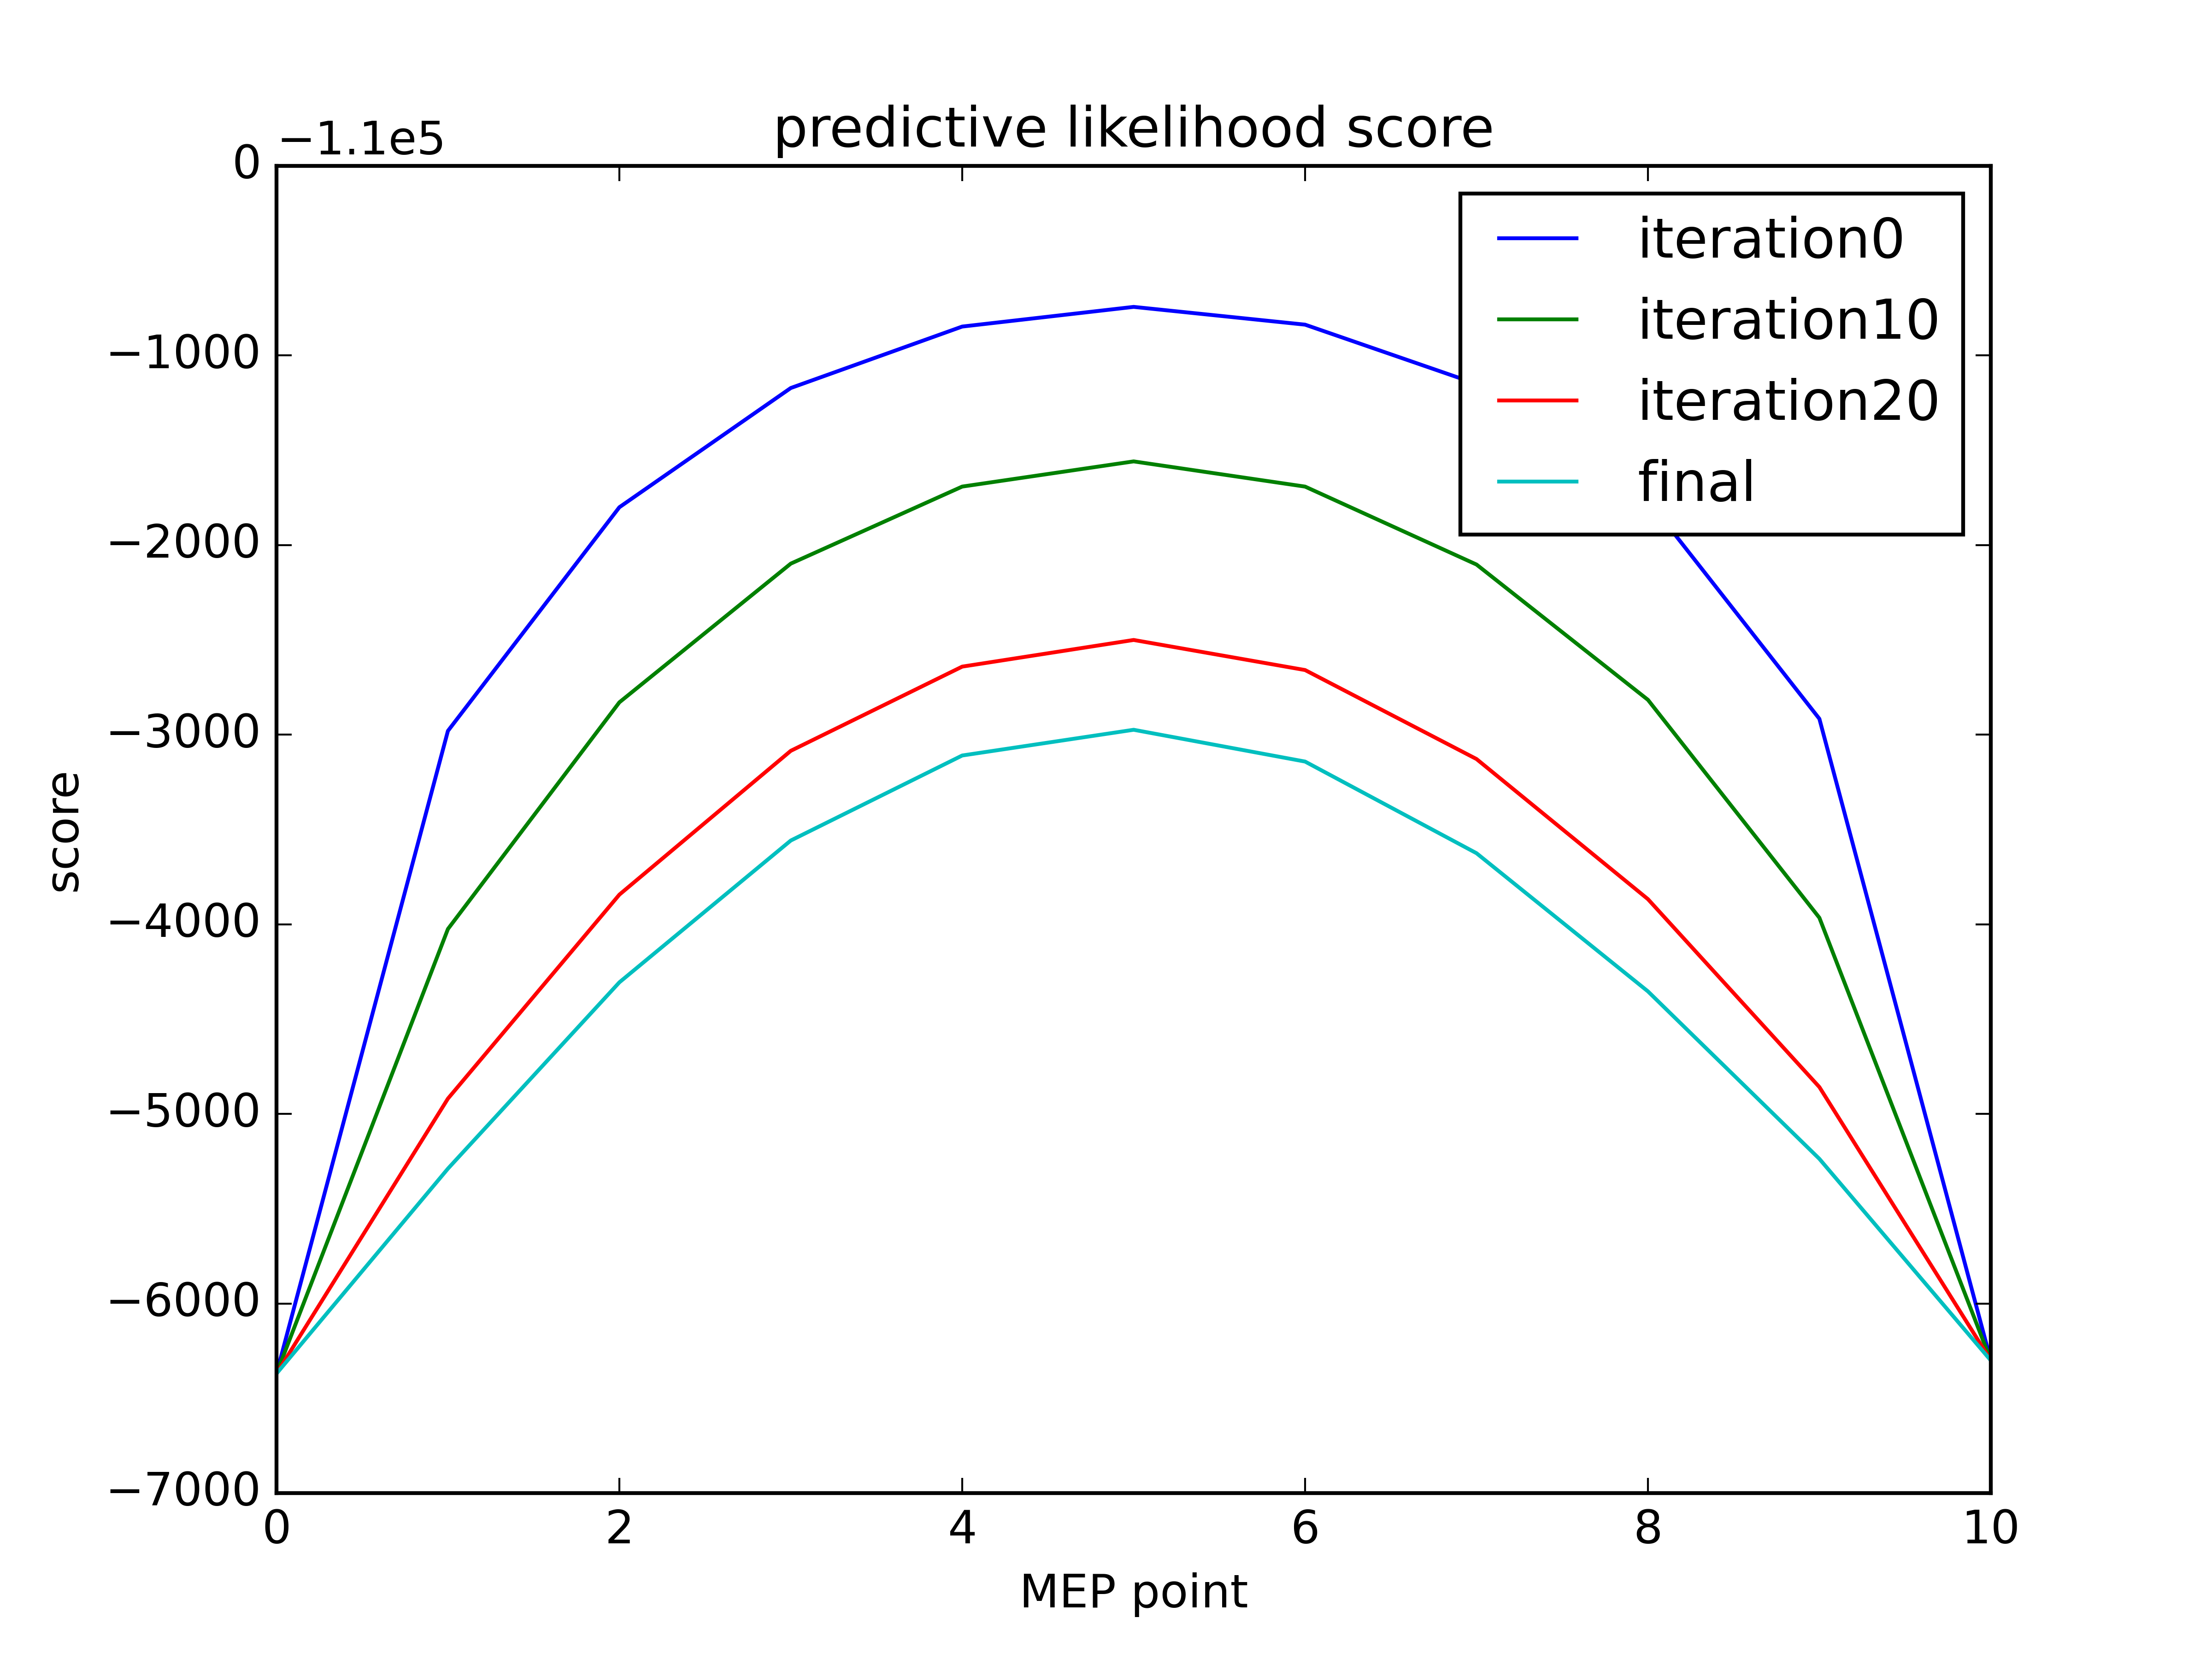 predictive likelihood score
−1.1e5
0
−1000
−2000
−3000
−4000
−5000
−6000
−7000
score
iteration0
iteration10
iteration20
final
0 2 4 6 8 10
MEP point